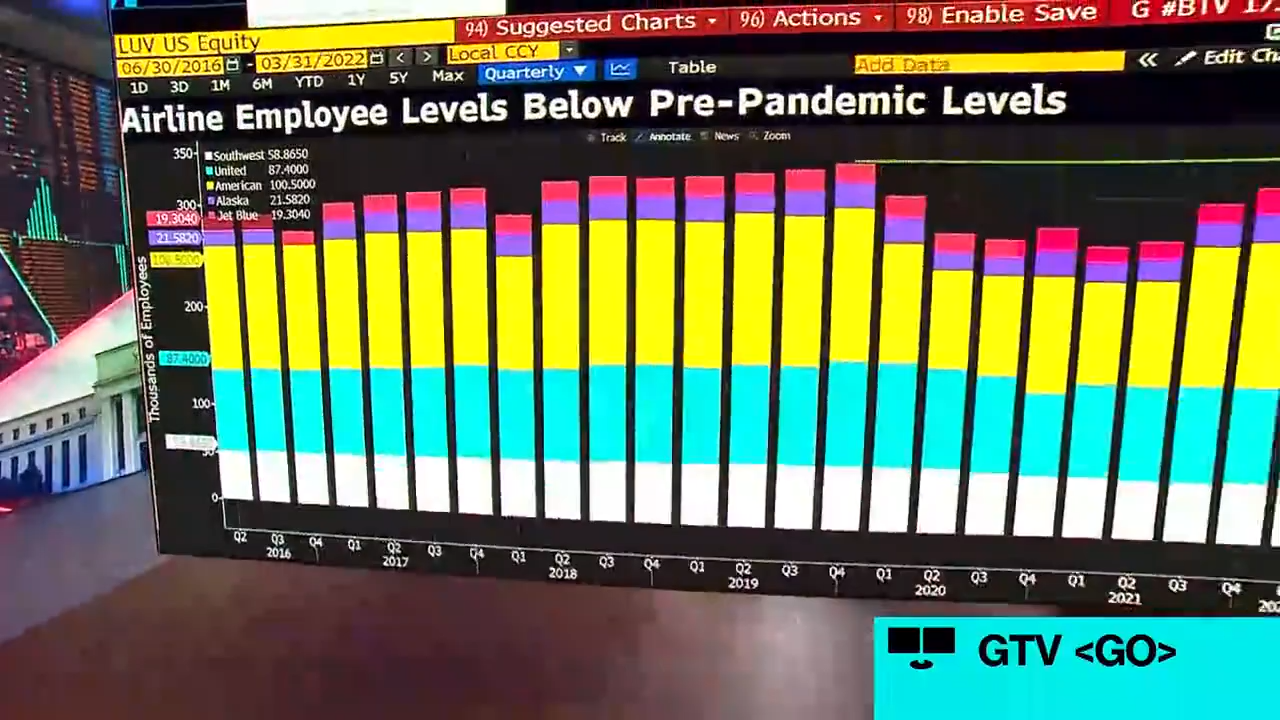 94) Suggested Charts
96) Actions
98) Enable Save
G #BTV
LUV US Equity
06/30/2016 - 03/31/2022 < > Local CCY
Add Data
« Edit
1D 3D 1M 6M YTD 1Y 5Y Max Quarterly ▼ Table
Airline Employee Levels Below Pre-Pandemic Levels
Track Annotate News Zoom
Southwest 58.8650
United 87.4000
American 100.5000
Alaska 21.5820
Jet Blue 19.3040
350
300
19.3040
21.5820
100.5000
200
87.4000
100
50
0
Thousands of Employees
Q2 Q3 Q4 Q1 Q2 Q3 Q4 Q1 Q2 Q3 Q4 Q1 Q2 Q3 Q4 Q1 Q2 Q3 Q4 Q1 Q2 Q3 Q4
2016 2017 2018 2019 2020 2021
GTV <GO>